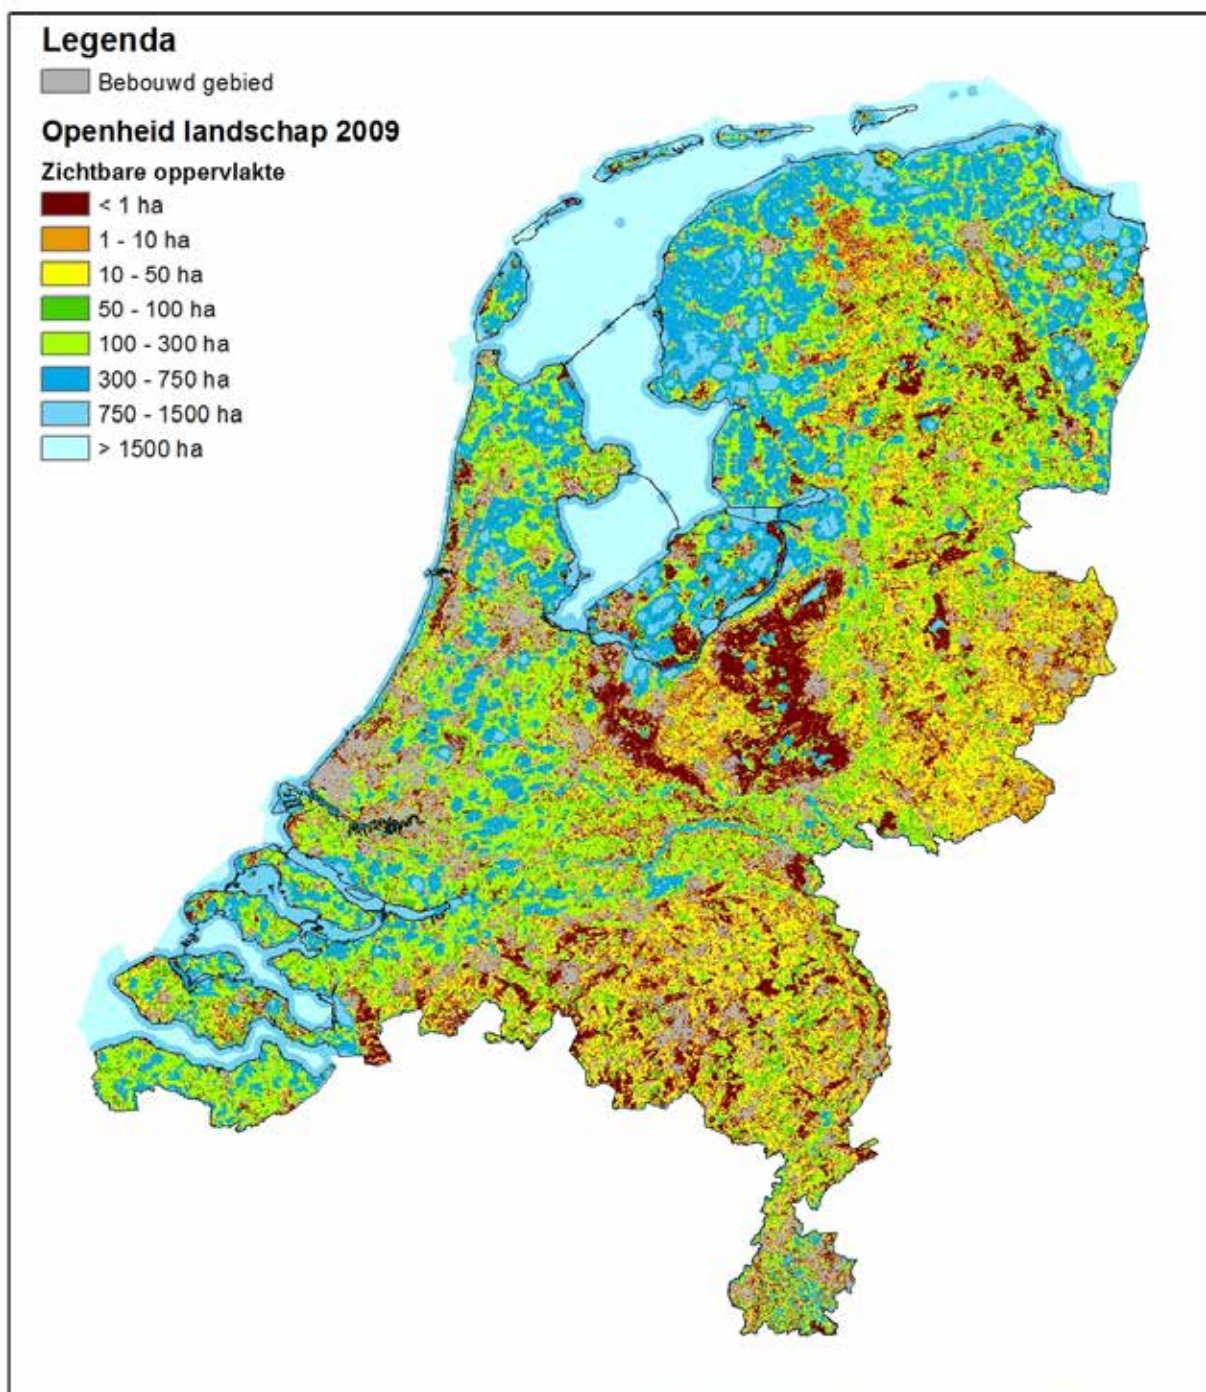 Legenda
Bebouwd gebied
Openheid landschap 2009
Zichtbare oppervlakte
< 1 ha
1 - 10 ha
10 - 50 ha
50 - 100 ha
100 - 300 ha
300 - 750 ha
750 - 1500 ha
> 1500 ha